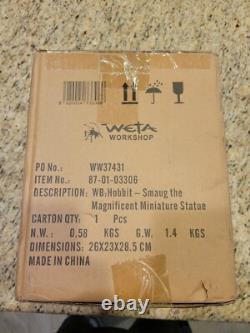 WETA
WORKSHOP
PO No.: WW37431
ITEM No.: 87-01-03306
DESCRIPTION: WB:Hobbit - Smaug the
Magnificent Miniature Statue
CARTON QTY: 1 Pcs
N.W.: 0.58 KGS G.W. 1.4 KGS
DIMENSIONS: 26X23X28.5 CM
MADE IN CHINA